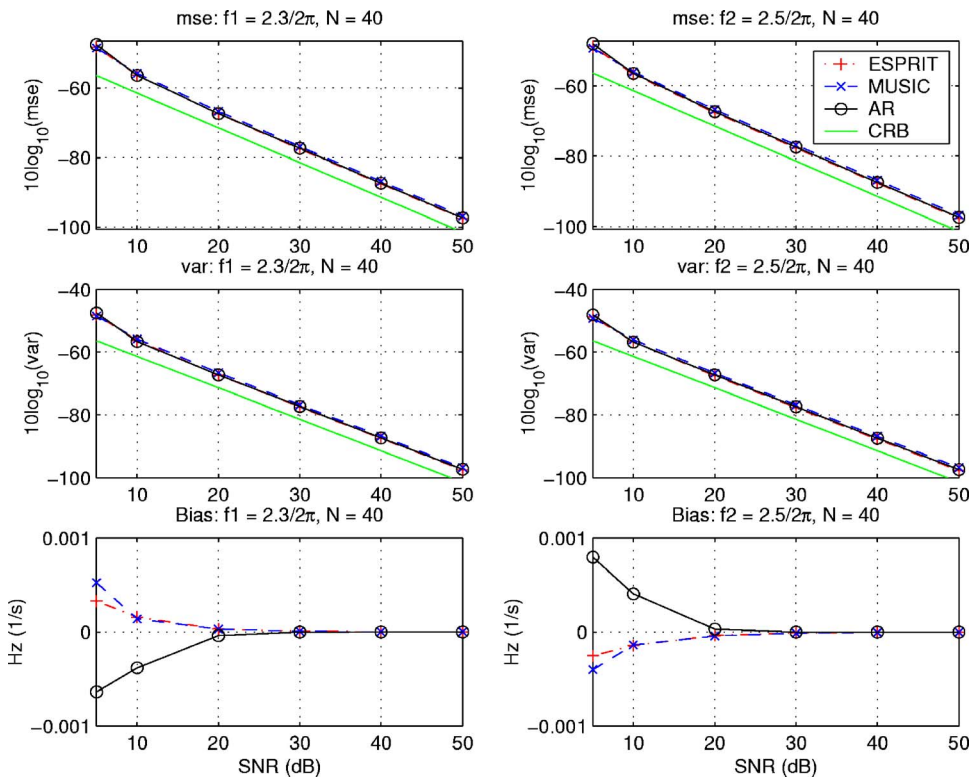 mse: f1 = 2.3/2π, N = 40
10log10(mse)
−60
−80
−100
10 20 30 40 50
mse: f2 = 2.5/2π, N = 40
10log10(mse)
−60
−80
−100
10 20 30 40 50
ESPRIT
MUSIC
AR
CRB
var: f1 = 2.3/2π, N = 40
10log10(var)
−40
−60
−80
−100
10 20 30 40 50
var: f2 = 2.5/2π, N = 40
10log10(var)
−40
−60
−80
−100
10 20 30 40 50
Bias: f1 = 2.3/2π, N = 40
Hz (1/s)
0.001
0
−0.001
10 20 30 40 50
SNR (dB)
Bias: f2 = 2.5/2π, N = 40
Hz (1/s)
0.001
0
−0.001
10 20 30 40 50
SNR (dB)